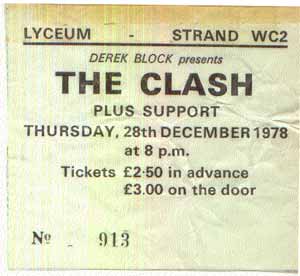 LYCEUM - STRAND WC2
DEREK BLOCK presents
THE CLASH
PLUS SUPPORT
THURSDAY, 28th DECEMBER 1978
at 8 p.m.
Tickets £2·50 in advance
£3.00 on the door
No 913